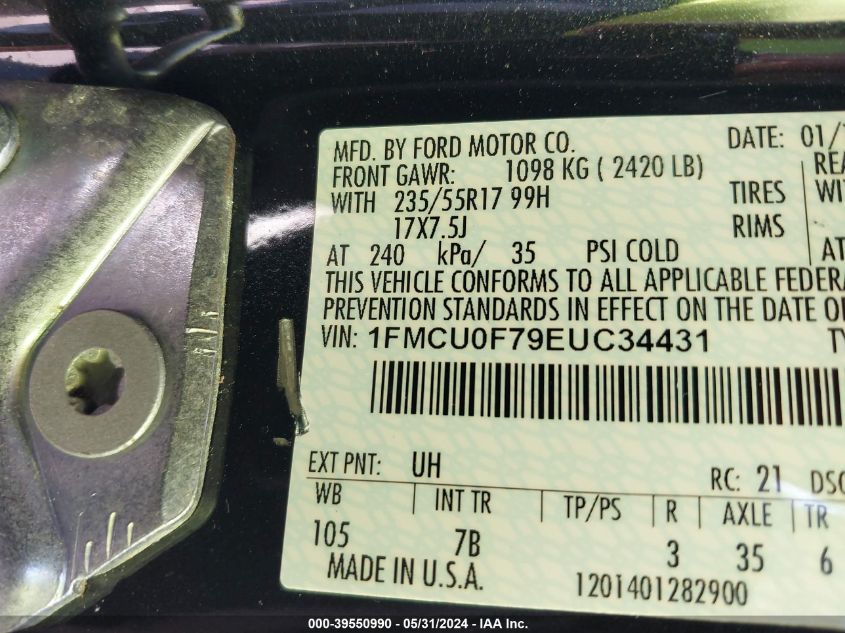 MFD. BY FORD MOTOR CO. DATE: 01/
FRONT GAWR: 1098 KG ( 2420 LB)
WITH 235/55R17 99H TIRES
17X7.5J RIMS
AT 240 kPa/ 35 PSI COLD AT
THIS VEHICLE CONFORMS TO ALL APPLICABLE
PREVENTION STANDARDS IN EFFECT ON THE DATE
VIN: 1FMCU0F79EUC34431
EXT PNT: UH RC: 21
WB INT TR TP/PS R AXLE TR
105 7B 3 35 6
MADE IN U.S.A. 1201401282900
000-39550990 - 05/31/2024 - IAA Inc.